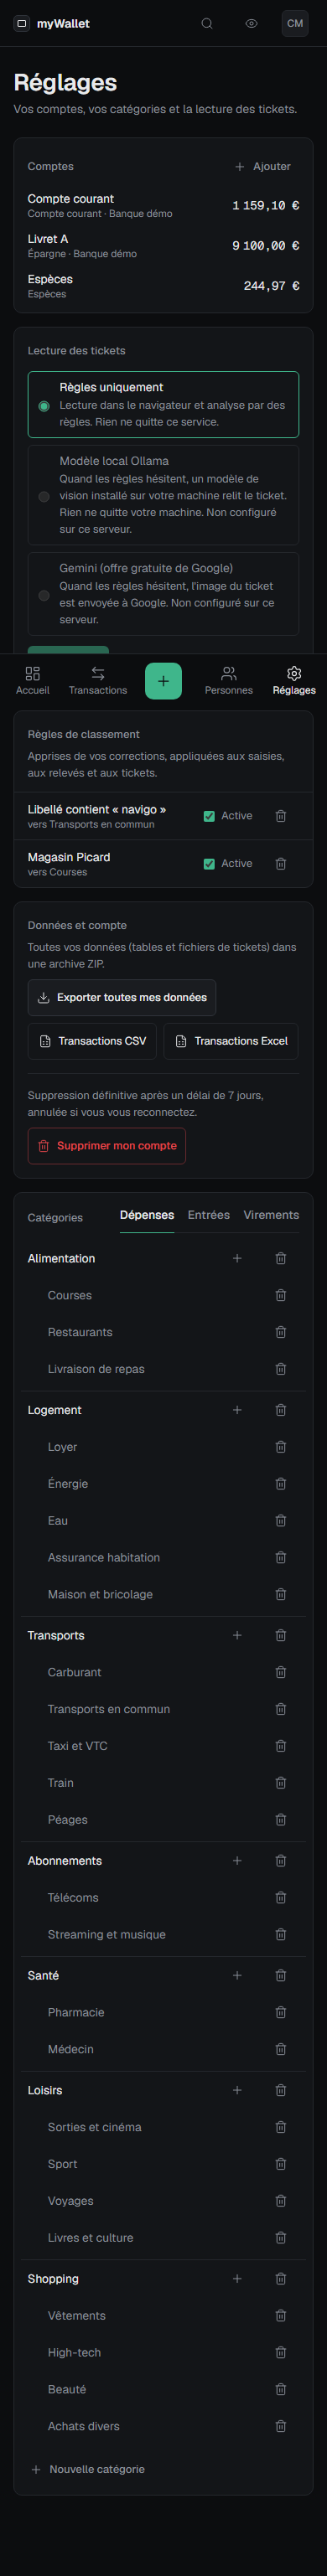 myWallet
CM
Réglages
Vos comptes, vos catégories et la lecture des tickets.
Comptes
Ajouter
Compte courant
1 159,10 €
Compte courant · Banque démo
Livret A
9 100,00 €
Épargne · Banque démo
Espèces
244,97 €
Espèces
Lecture des tickets
Règles uniquement
Lecture dans le navigateur et analyse par des
règles. Rien ne quitte ce service.
Modèle local Ollama
Quand les règles hésitent, un modèle de
vision installé sur votre machine relit le ticket.
Rien ne quitte votre machine. Non configuré
sur ce serveur.
Gemini (offre gratuite de Google)
Quand les règles hésitent, l'image du ticket
est envoyée à Google. Non configuré sur ce
serveur.
Accueil
Transactions
Personnes
Réglages
Règles de classement
Apprises de vos corrections, appliquées aux saisies,
aux relevés et aux tickets.
Libellé contient « navigo »
vers Transports en commun
Active
Magasin Picard
vers Courses
Active
Données et compte
Toutes vos données (tables et fichiers de tickets) dans
une archive ZIP.
Exporter toutes mes données
Transactions CSV
Transactions Excel
Suppression définitive après un délai de 7 jours,
annulée si vous vous reconnectez.
Supprimer mon compte
Catégories
Dépenses
Entrées
Virements
Alimentation
Courses
Restaurants
Livraison de repas
Logement
Loyer
Énergie
Eau
Assurance habitation
Maison et bricolage
Transports
Carburant
Transports en commun
Taxi et VTC
Train
Péages
Abonnements
Télécoms
Streaming et musique
Santé
Pharmacie
Médecin
Loisirs
Sorties et cinéma
Sport
Voyages
Livres et culture
Shopping
Vêtements
High-tech
Beauté
Achats divers
Nouvelle catégorie